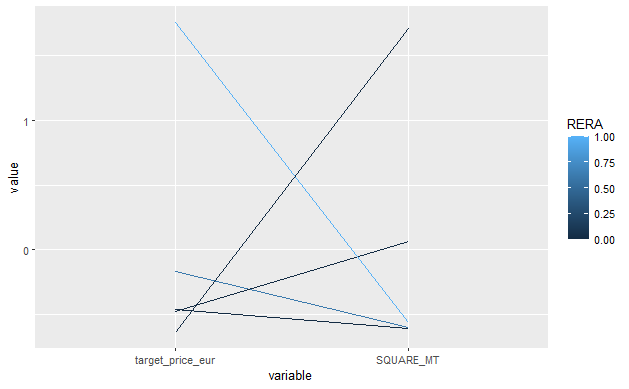 value
1
0
target_price_eur
SQUARE_MT
variable
RERA
1.00
0.75
0.50
0.25
0.00